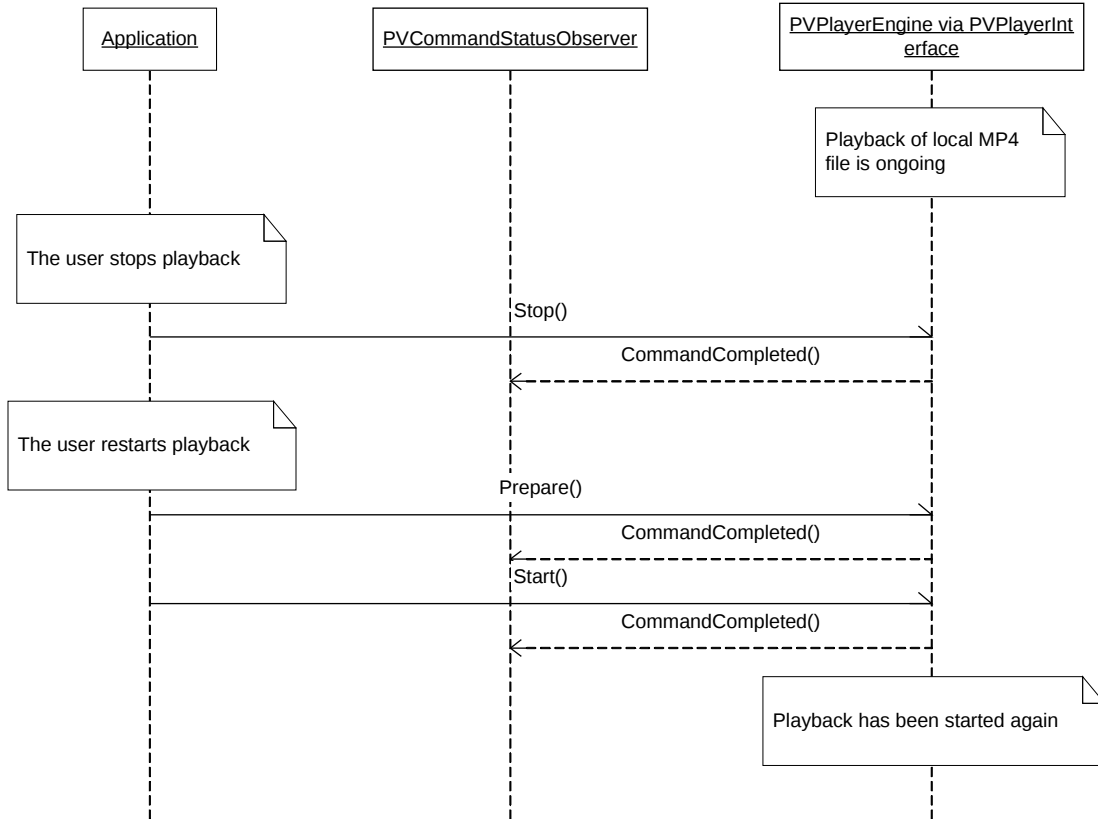 Application
PVCommandStatusObserver
PVPlayerEngine via PVPlayerInt
erface
Playback of local MP4
file is ongoing
The user stops playback
Stop()
CommandCompleted()
The user restarts playback
Prepare()
CommandCompleted()
Start()
CommandCompleted()
Playback has been started again